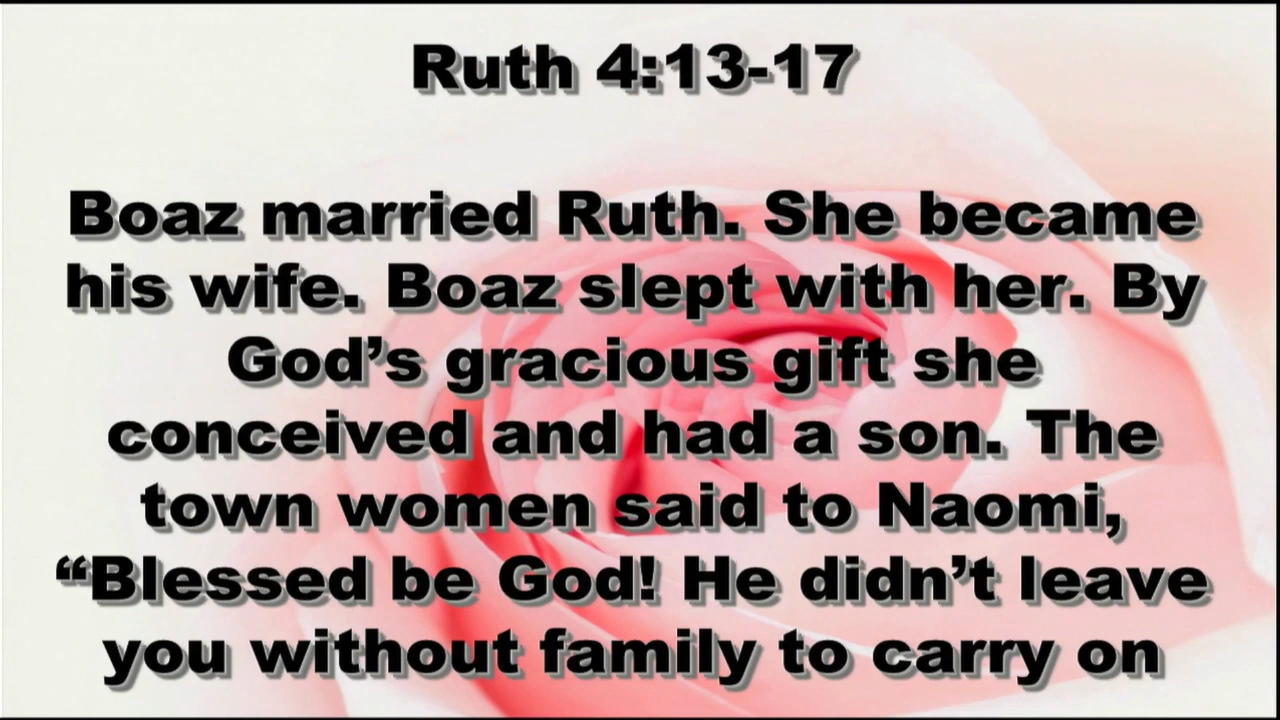 Ruth 4:13-17
Boaz married Ruth. She became
his wife. Boaz slept with her. By
God’s gracious gift she
conceived and had a son. The
town women said to Naomi,
“Blessed be God! He didn’t leave
you without family to carry on